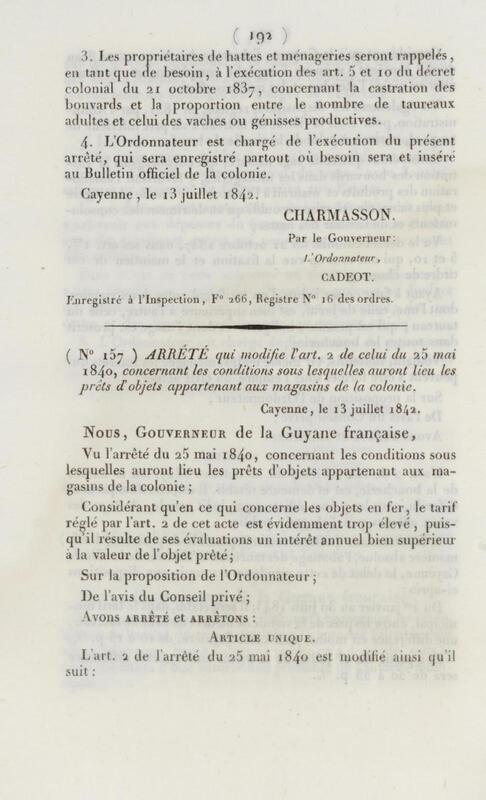 ( 192 )
3. Les propriétaires de hattes et ménageries seront rappelés,
en tant que de besoin, à l'exécution des art. 5 et 10 du décret
colonial du 21 octobre 1837, concernant la castration des
bouvards et la proportion entre le nombre de taureaux
adultes et celui des vaches ou génisses productives.
4. L'Ordonnateur est chargé de l'exécution du présent
arrêté, qui sera enregistré partout où besoin sera et inséré
au Bulletin officiel de la colonie.
Cayenne, le 13 juillet 1842.
CHARMASSON.
Par le Gouverneur:
L'Ordonnateur,
CADEOT.
Enregistré à l'Inspection, F° 266, Registre N° 16 des ordres.
( N° 157 ) ARRÊTÉ qui modifie l'art. 2 de celui du 25 mai
1840, concernant les conditions sous lesquelles auront lieu les
prêts d'objets appartenant aux magasins de la colonie.
Cayenne, le 13 juillet 1842.
Nous, Gouverneur de la Guyane française,
Vu l'arrêté du 25 mai 1840, concernant les conditions sous
lesquelles auront lieu les prêts d'objets appartenant aux ma-
gasins de la colonie;
Considérant qu'en ce qui concerne les objets en fer, le tarif
réglé par l'art. 2 de cet acte est évidemment trop élevé, puis-
qu'il résulte de ses évaluations un intérêt annuel bien supérieur
à la valeur de l'objet prêté;
Sur la proposition de l'Ordonnateur;
De l'avis du Conseil privé;
Avons ARRÊTÉ et ARRÊTONS :
Article unique.
L'art. 2 de l'arrêté du 25 mai 1840 est modifié ainsi qu'il
suit :